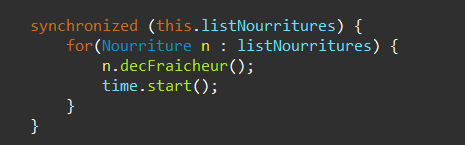 synchronized (this.listNourritures) {
    for(Nourriture n : listNourritures) {
        n.decFraicheur();
        time.start();
    }
}